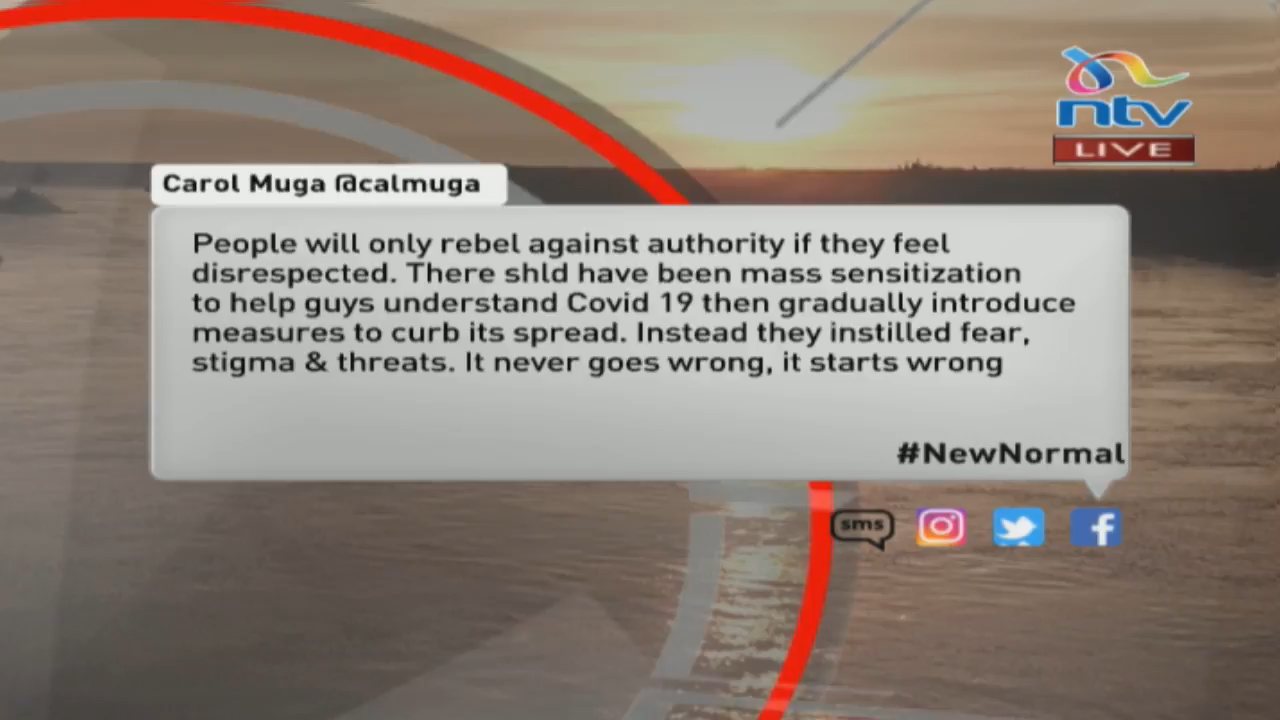 ntv
LIVE
Carol Muga @calmuga
People will only rebel against authority if they feel
disrespected. There shld have been mass sensitization
to help guys understand Covid 19 then gradually introduce
measures to curb its spread. Instead they instilled fear,
stigma & threats. It never goes wrong, it starts wrong
#NewNormal
sms